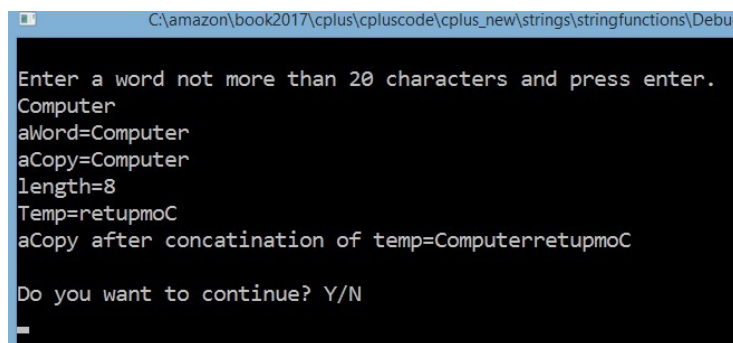 C:\amazon\book2017\cplus\cpluscode\cplus_new\strings\stringfunctions\Debu
Enter a word not more than 20 characters and press enter.
Computer
aWord=Computer
aCopy=Computer
length=8
Temp=retupmoC
aCopy after concatination of temp=ComputerretupmoC
Do you want to continue? Y/N